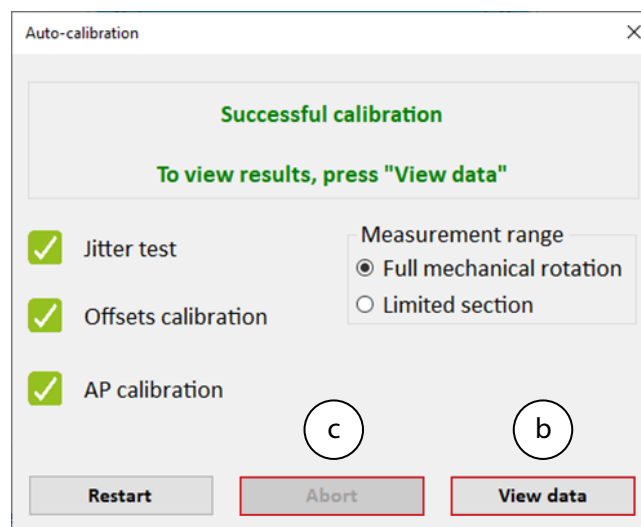 Auto-calibration
Successful calibration
To view results, press "View data"
Jitter test
Offsets calibration
AP calibration
Measurement range
Full mechanical rotation
Limited section
c
b
Restart
Abort
View data